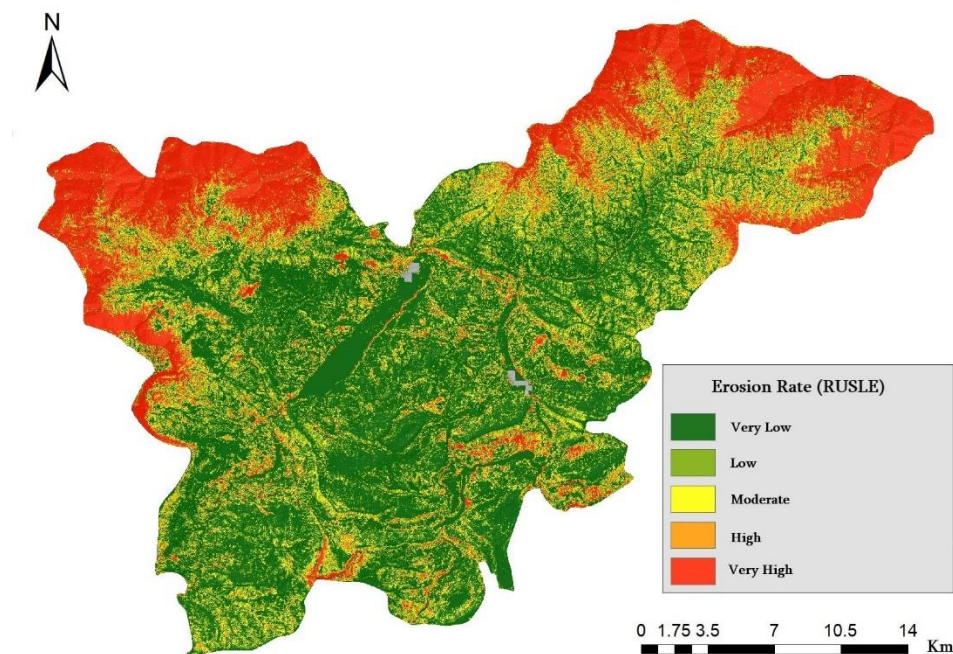 N
Erosion Rate (RUSLE)
Very Low
Low
Moderate
High
Very High
0 1.75 3.5 7 10.5 14
Km